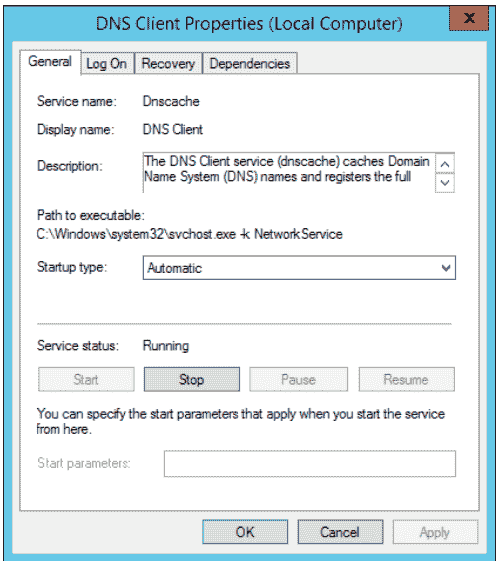 DNS Client Properties (Local Computer)
x
General Log On Recovery Dependencies
Service name: Dnscache
Display name: DNS Client
Description: The DNS Client service (dnscache) caches Domain
Name System (DNS) names and registers the full
Path to executable:
C:\Windows\system32\svchost.exe -k NetworkService
Startup type: Automatic
Service status: Running
Start Stop Pause Resume
You can specify the start parameters that apply when you start the service
from here.
Start parameters:
OK Cancel Apply